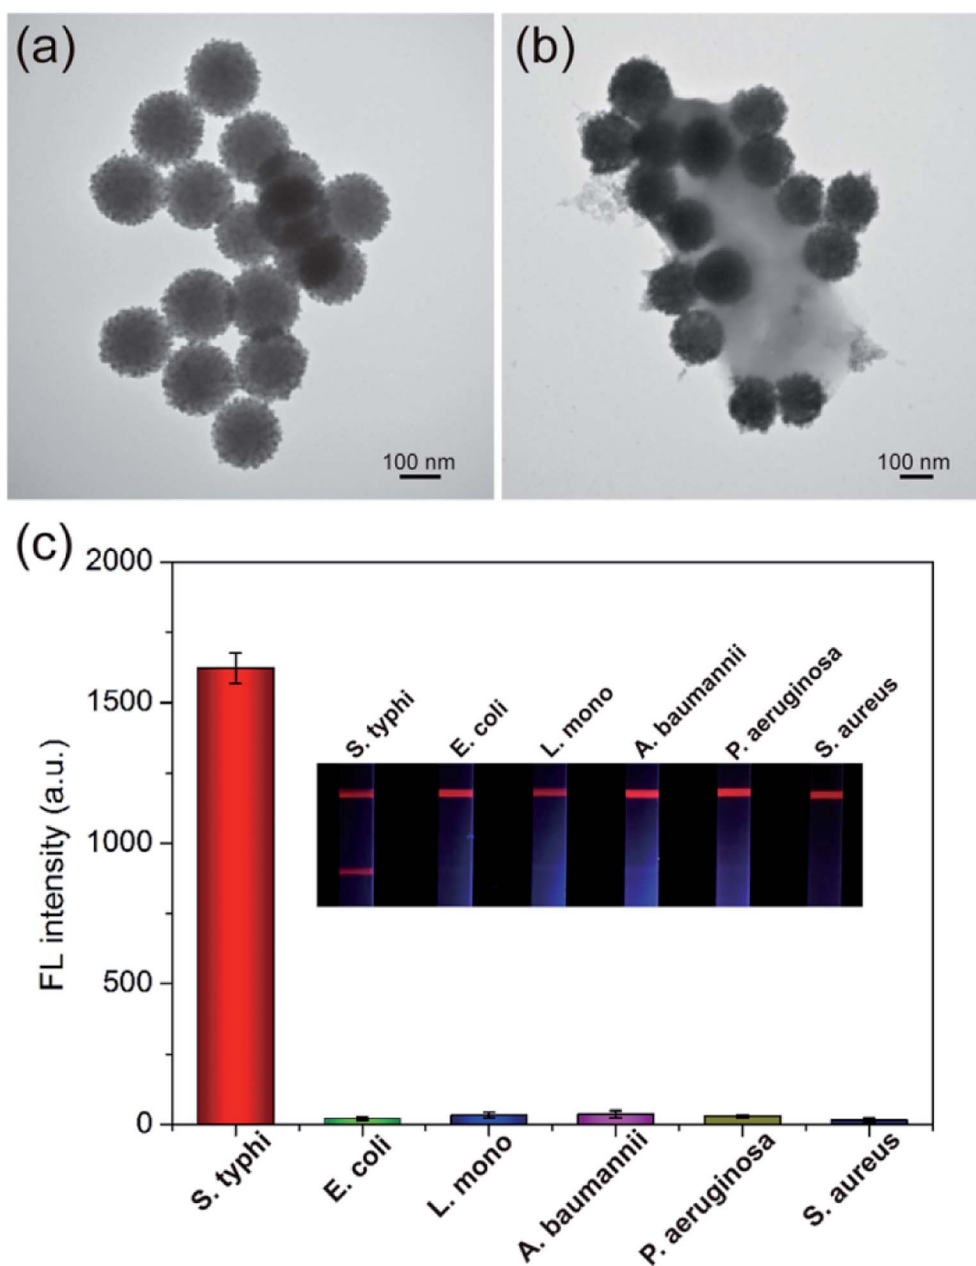 (a)
(b)
100 nm
100 nm
(c)
2000
1500
1000
500
0
FL intensity (a.u.)
S. typhi
E. coli
L. mono
A. baumannii
P. aeruginosa
S. aureus
S. typhi
E. coli
L. mono
A. baumannii
P. aeruginosa
S. aureus